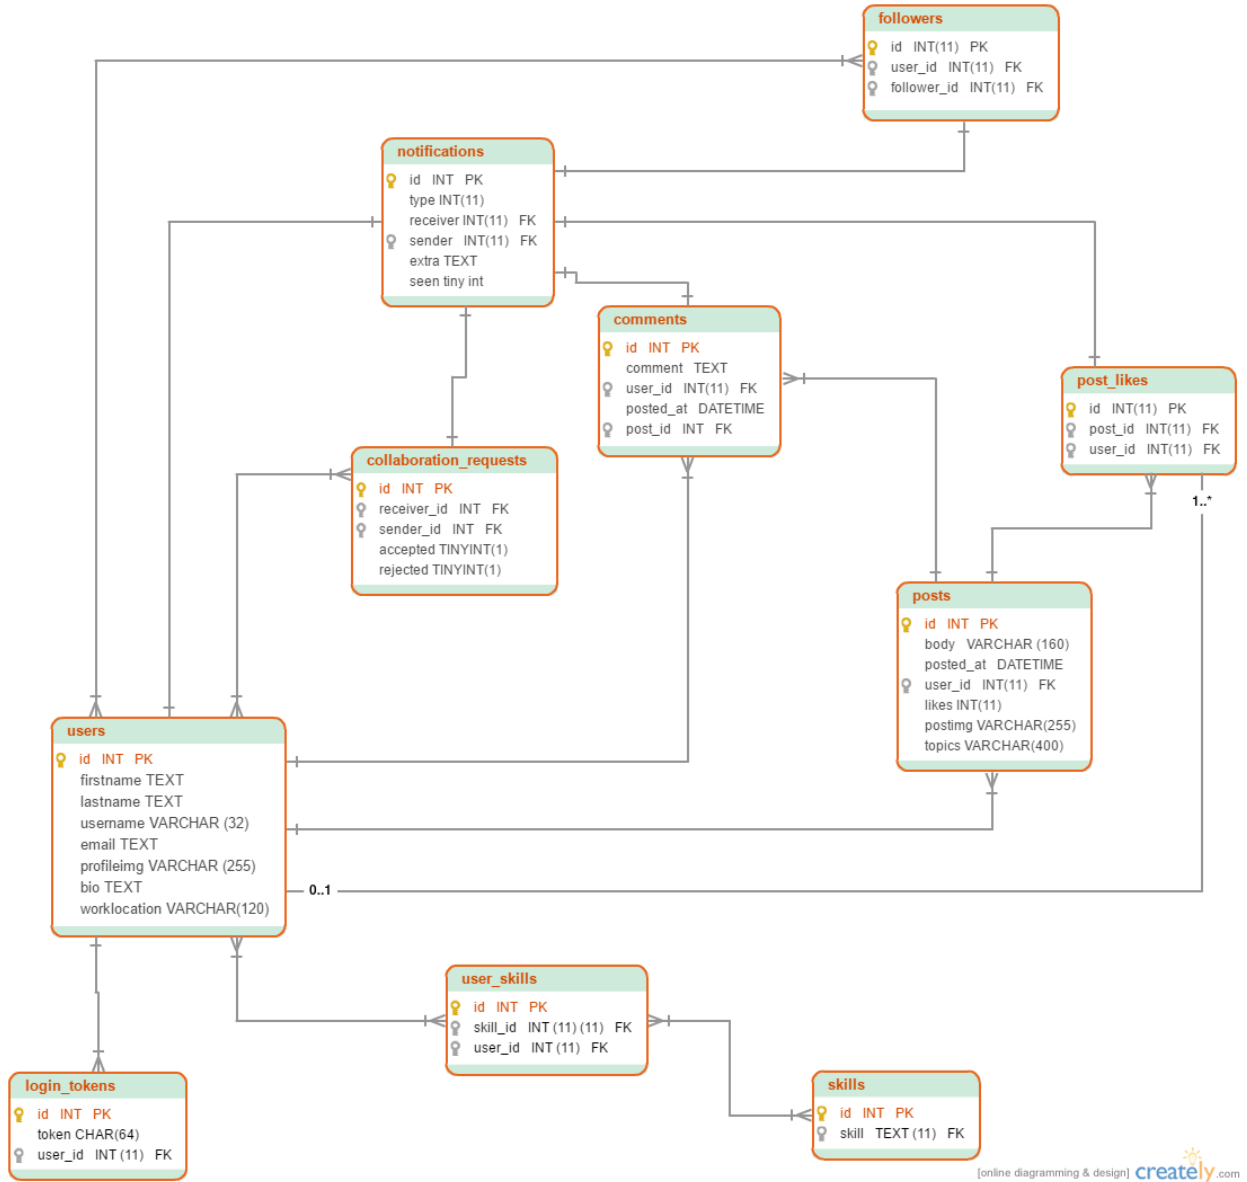 followers
id INT(11) PK
user_id INT(11) FK
follower_id INT(11) FK
notifications
id INT PK
type INT(11)
receiver INT(11) FK
sender INT(11) FK
extra TEXT
seen tiny int
comments
id INT PK
comment TEXT
user_id INT(11) FK
posted_at DATETIME
post_id INT FK
post_likes
id INT(11) PK
post_id INT(11) FK
user_id INT(11) FK
1..*
collaboration_requests
id INT PK
receiver_id INT FK
sender_id INT FK
accepted TINYINT(1)
rejected TINYINT(1)
posts
id INT PK
body VARCHAR (160)
posted_at DATETIME
user_id INT(11) FK
likes INT(11)
postimg VARCHAR(255)
topics VARCHAR(400)
users
id INT PK
firstname TEXT
lastname TEXT
username VARCHAR (32)
email TEXT
profileimg VARCHAR (255)
bio TEXT
worklocation VARCHAR(120)
0..1
user_skills
id INT PK
skill_id INT (11) (11) FK
user_id INT (11) FK
login_tokens
id INT PK
token CHAR(64)
user_id INT (11) FK
skills
id INT PK
skill TEXT (11) FK
[online diagramming & design] creately.com